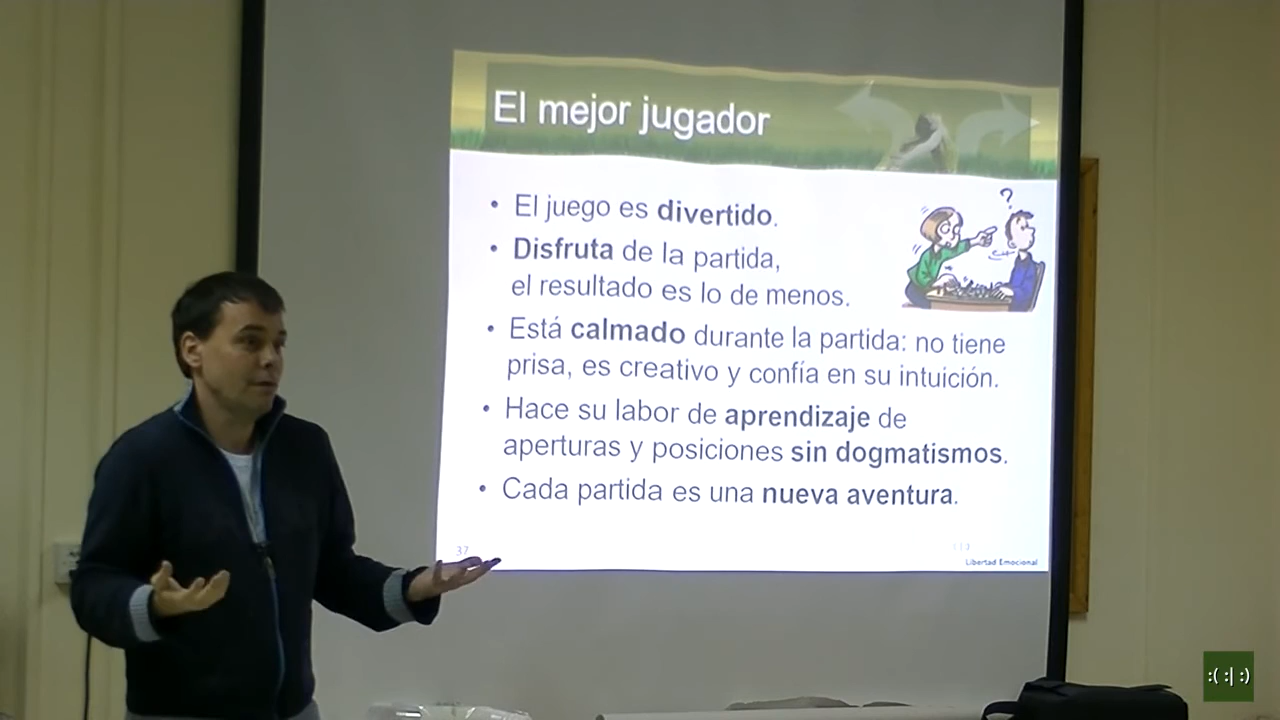 El mejor jugador
?
• El juego es divertido.
• Disfruta de la partida,
el resultado es lo de menos.
• Está calmado durante la partida: no tiene
prisa, es creativo y confía en su intuición.
• Hace su labor de aprendizaje de
aperturas y posiciones sin dogmatismos.
• Cada partida es una nueva aventura.
37
Libertad Emocional
:( :| :)